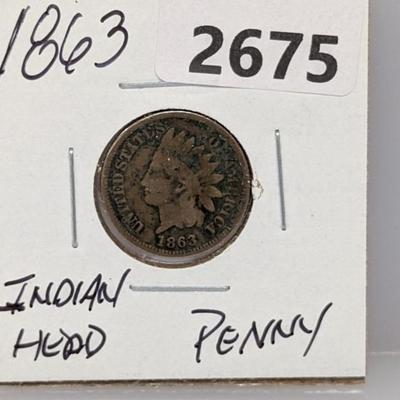 1863
2675
UNITED STATES OF AMERICA
1863
INDIAN
HEAD PENNY